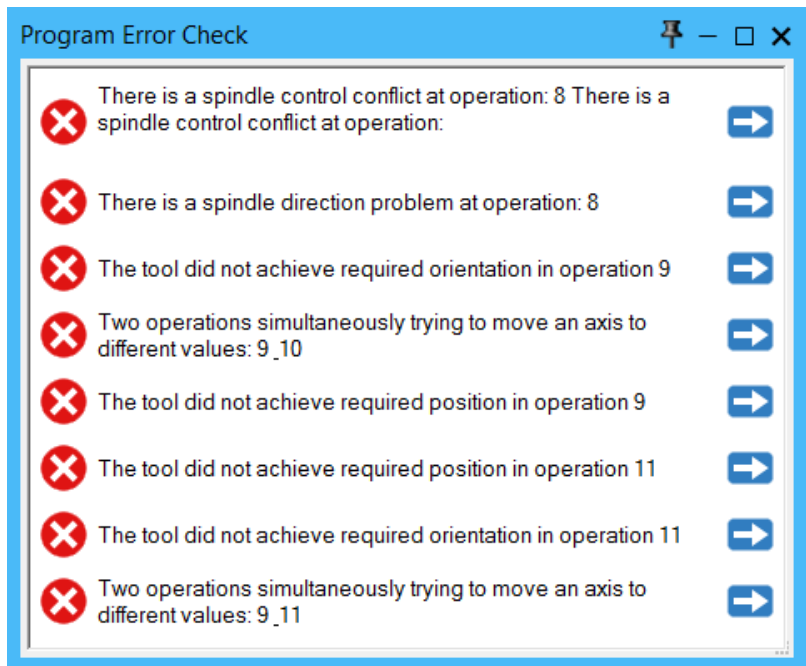 Program Error Check
There is a spindle control conflict at operation: 8 There is a
spindle control conflict at operation:
There is a spindle direction problem at operation: 8
The tool did not achieve required orientation in operation 9
Two operations simultaneously trying to move an axis to
different values: 9_10
The tool did not achieve required position in operation 9
The tool did not achieve required position in operation 11
The tool did not achieve required orientation in operation 11
Two operations simultaneously trying to move an axis to
different values: 9_11